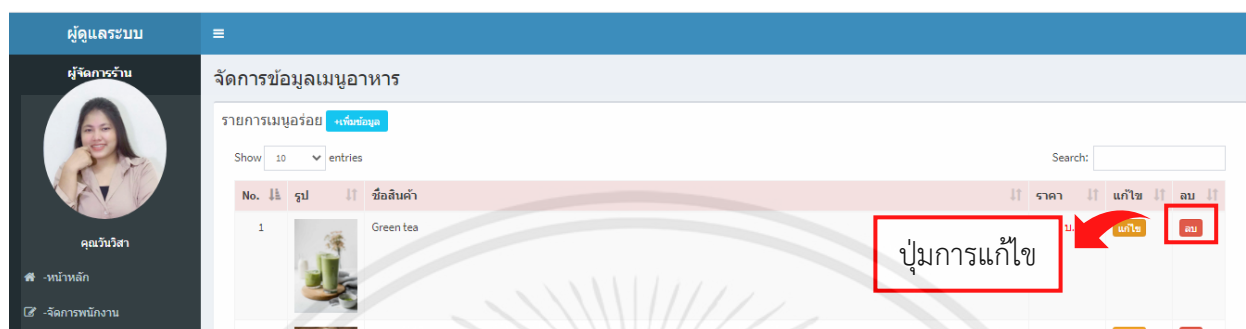 ผู้ดูแลระบบ
ผู้จัดการร้าน
คุณวันวิสา
-หน้าหลัก
-จัดการพนักงาน
จัดการข้อมูลเมนูอาหาร
รายการเมนูอร่อย +เพิ่มข้อมูล
Show 10 entries
Search:
No. รูป ชื่อสินค้า ราคา แก้ไข ลบ
1 Green tea บ. แก้ไข ลบ
ปุ่มการแก้ไข